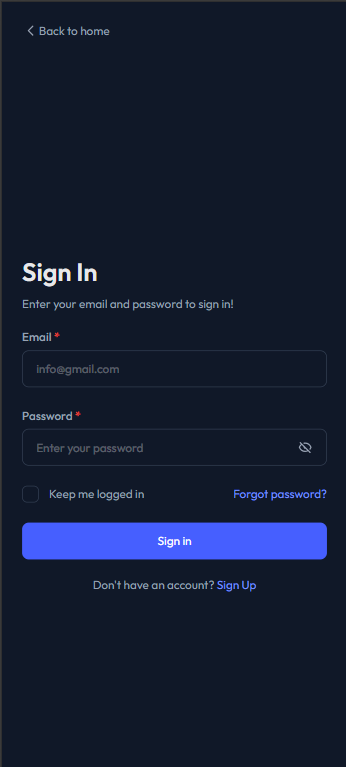 Back to home
Sign In
Enter your email and password to sign in!
Email *
info@gmail.com
Password *
Enter your password
Keep me logged in Forgot password?
Sign in
Don't have an account? Sign Up